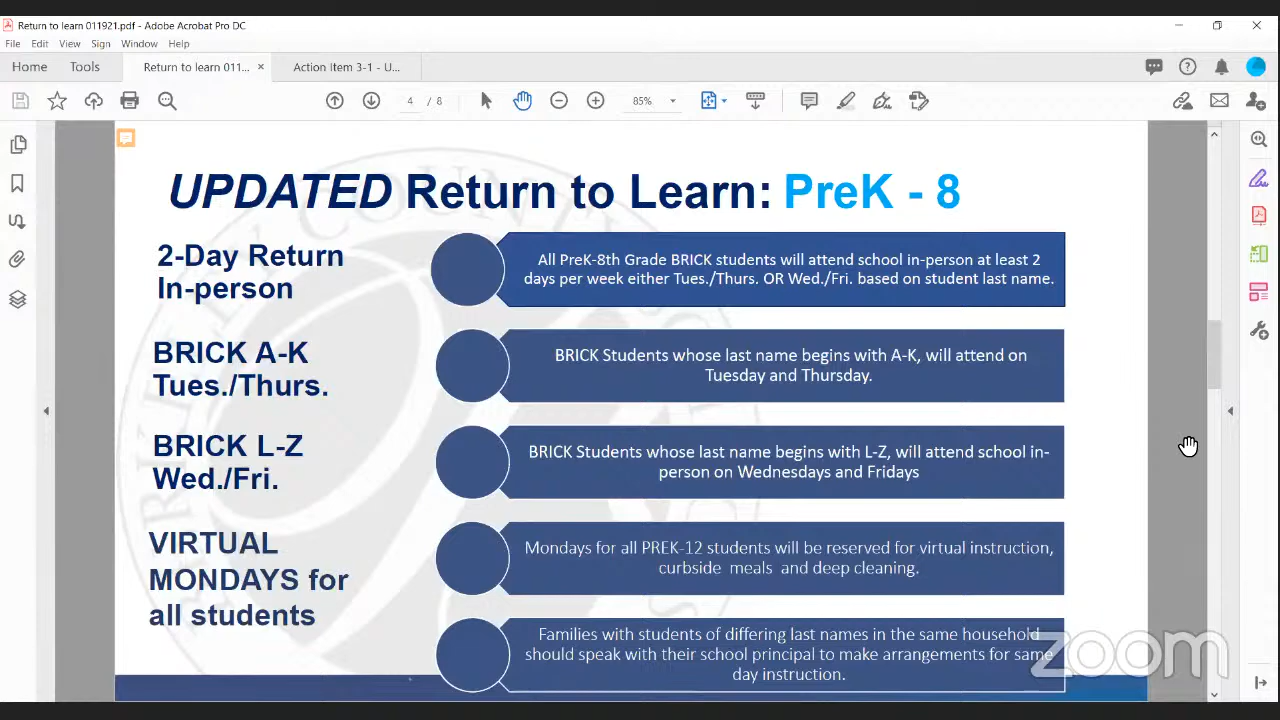 Return to learn 011921.pdf - Adobe Acrobat Pro DC
File Edit View Sign Window Help
Home Tools Return to learn 011... × Action Item 3-1 - U...
4 / 8 85%
UPDATED Return to Learn: PreK - 8
2-Day Return
In-person
All PreK-8th Grade BRICK students will attend school in-person at least 2
days per week either Tues./Thurs. OR Wed./Fri. based on student last name.
BRICK A-K
Tues./Thurs.
BRICK Students whose last name begins with A-K, will attend on
Tuesday and Thursday.
BRICK L-Z
Wed./Fri.
BRICK Students whose last name begins with L-Z, will attend school in-
person on Wednesdays and Fridays
VIRTUAL
MONDAYS for
all students
Mondays for all PREK-12 students will be reserved for virtual instruction,
curbside meals and deep cleaning.
Families with students of differing last names in the same household
should speak with their school principal to make arrangements for same
day instruction.
zoom